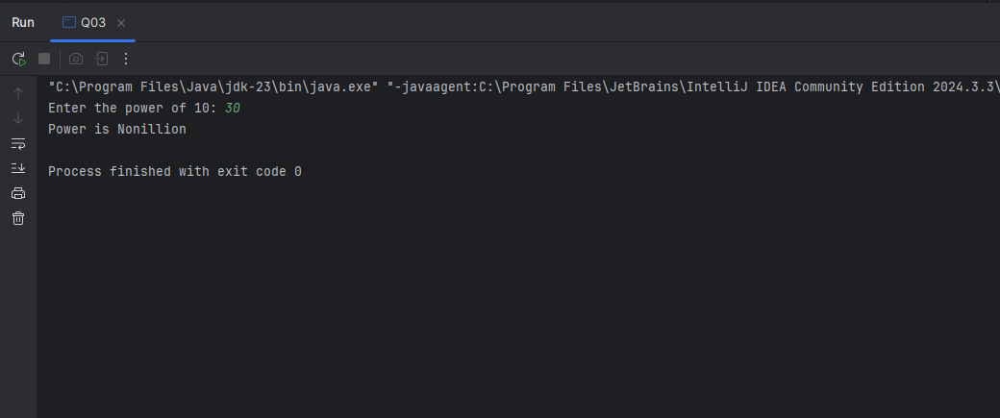 Run Q03
"C:\Program Files\Java\jdk-23\bin\java.exe" "-javaagent:C:\Program Files\JetBrains\IntelliJ IDEA Community Edition 2024.3.3\
Enter the power of 10: 30
Power is Nonillion
Process finished with exit code 0